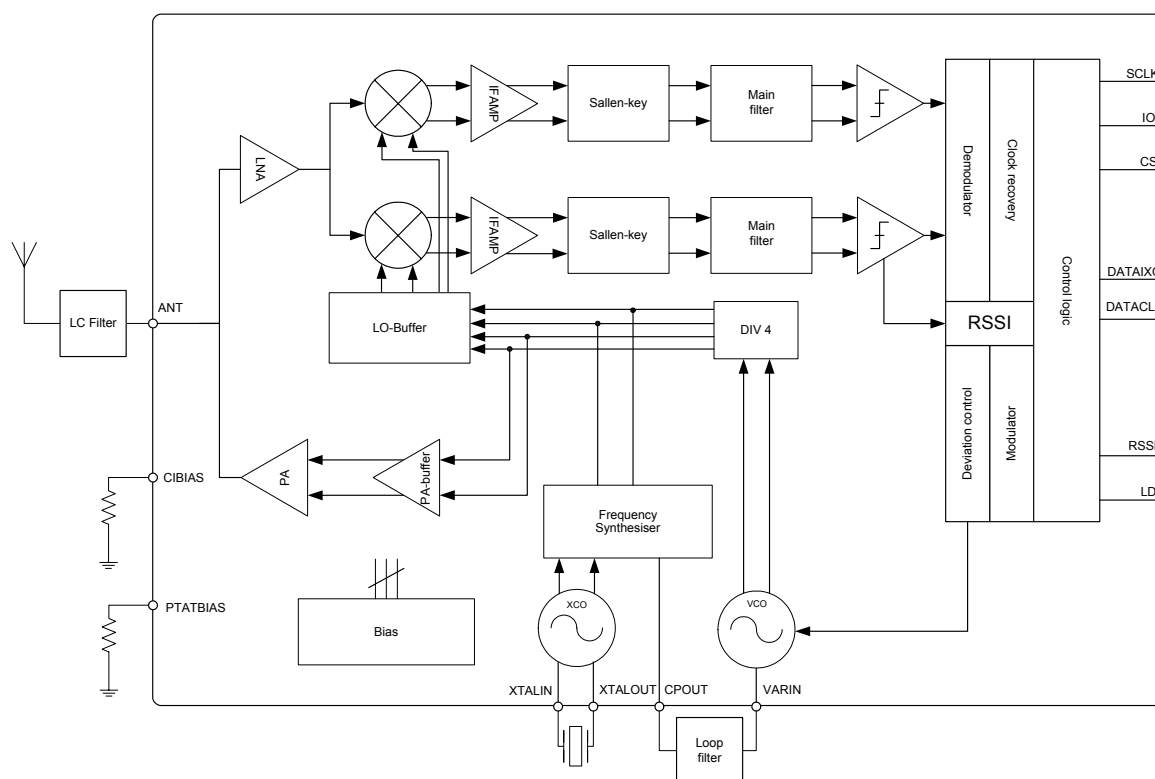 SCLK
IFAMP
Sallen-key
Main
filter
IO
LNA
Demodulator
Clock recovery
CS
IFAMP
Sallen-key
Main
filter
Control logic
DATAIXO
ANT
LC Filter
LO-Buffer
DIV 4
RSSI
DATACL
Deviation control
Modulator
PA
PA-buffer
RSSI
CIBIAS
LD
Frequency
Synthesiser
PTATBIAS
Bias
XCO
VCO
XTALIN
XTALOUT
CPOUT
VARIN
Loop
filter